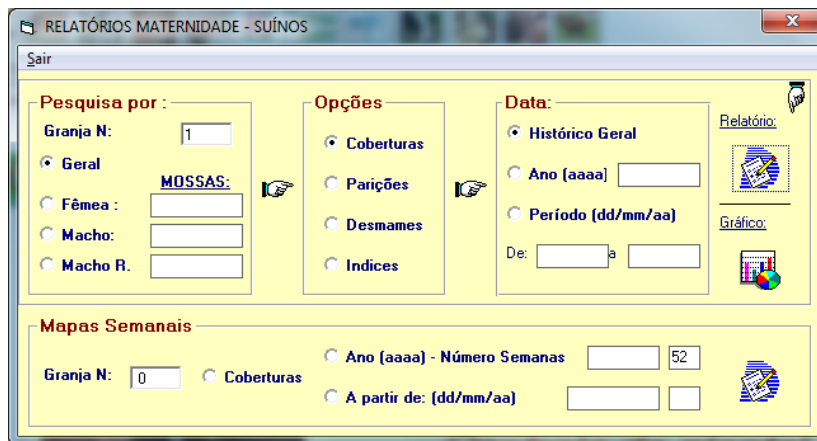 RELATÓRIOS MATERNIDADE - SUÍNOS
Sair
Pesquisa por :
Granja N: 1
Geral
MOSSAS:
Fêmea :
Macho:
Macho R.
Opções
Coberturas
Parições
Desmames
Indices
Data:
Histórico Geral
Ano (aaaa)
Período (dd/mm/aa)
De: a
Relatório:
Gráfico:
Mapas Semanais
Granja N: 0 Coberturas
Ano (aaaa) - Número Semanas 52
A partir de: (dd/mm/aa)